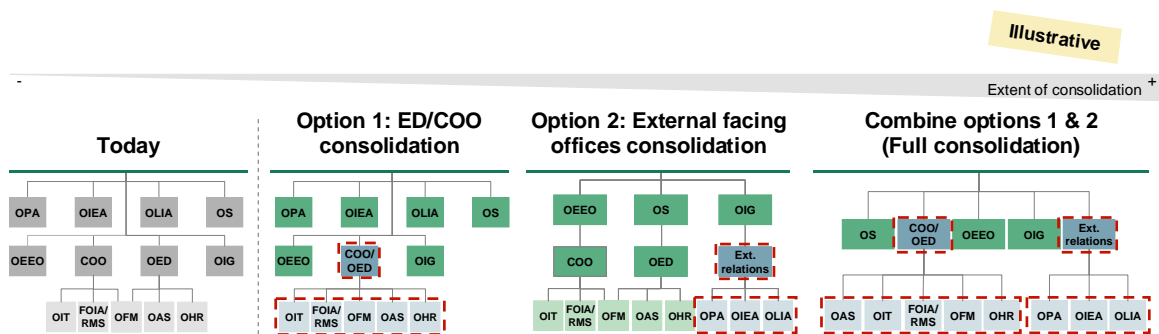 Illustrative
-
+
Extent of consolidation
Today
OPA
OIEA
OLIA
OS
OEEO
COO
OED
OIG
OIT
FOIA/
RMS
OFM
OAS
OHR
Option 1: ED/COO
consolidation
OPA
OIEA
OLIA
OS
OEEO
COO/
OED
OIG
OIT
FOIA/
RMS
OFM
OAS
OHR
Option 2: External facing
offices consolidation
OEEO
OS
OIG
COO
OED
Ext.
relations
OIT
FOIA/
RMS
OFM
OAS
OHR
OPA
OIEA
OLIA
Combine options 1 & 2
(Full consolidation)
OS
COO/
OED
OEEO
OIG
Ext.
relations
OAS
OIT
FOIA/
RMS
OFM
OHR
OPA
OIEA
OLIA